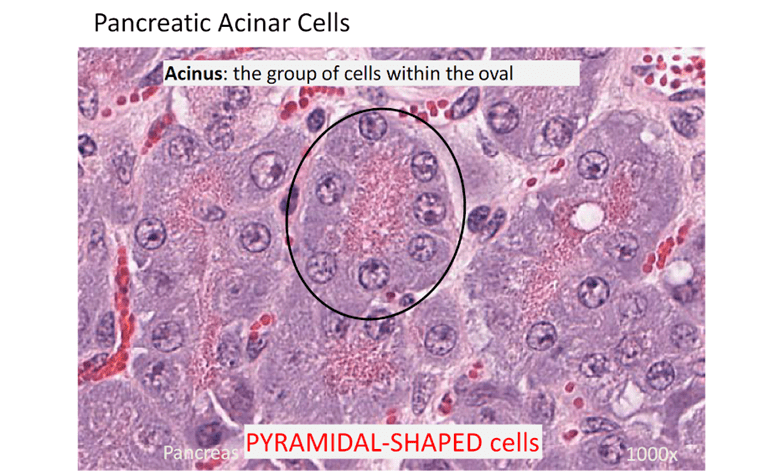 Pancreatic Acinar Cells
Acinus: the group of cells within the oval
PYRAMIDAL-SHAPED cells
Pancreas
1000x